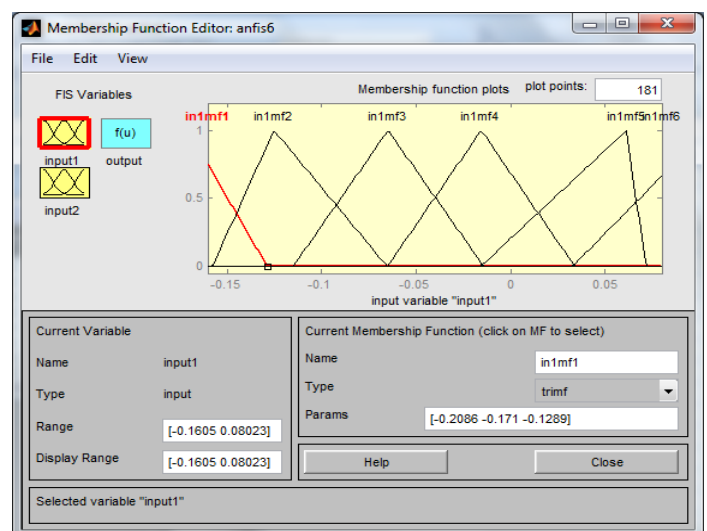 Membership Function Editor: anfis6
File Edit View
FIS Variables
f(u)
input1 output
input2
Membership function plots plot points: 181
in1mf1 in1mf2 in1mf3 in1mf4 in1mf5 in1mf6
1
0.5
0
-0.15 -0.1 -0.05 0 0.05
input variable "input1"
Current Variable
Name input1
Type input
Range [-0.1605 0.08023]
Display Range [-0.1605 0.08023]
Current Membership Function (click on MF to select)
Name in1mf1
Type trimf
Params [-0.2086 -0.171 -0.1289]
Help Close
Selected variable "input1"